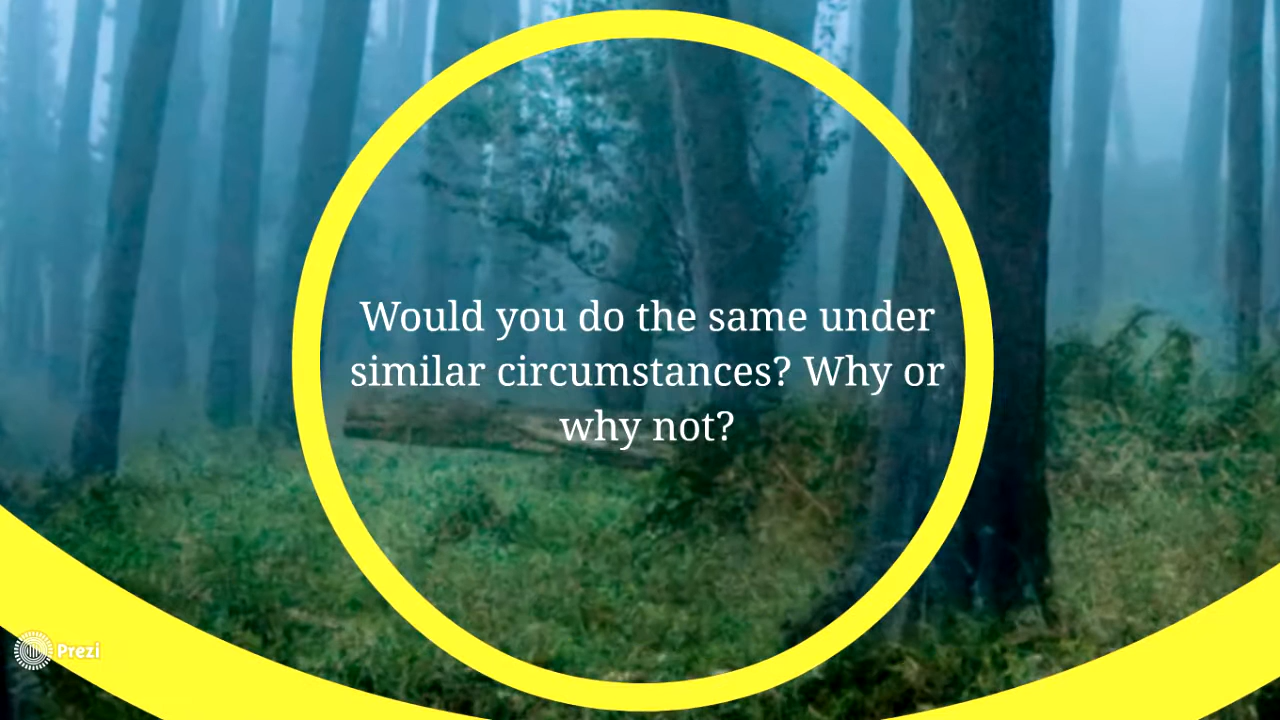 Would you do the same under
similar circumstances? Why or
why not?
Prezi